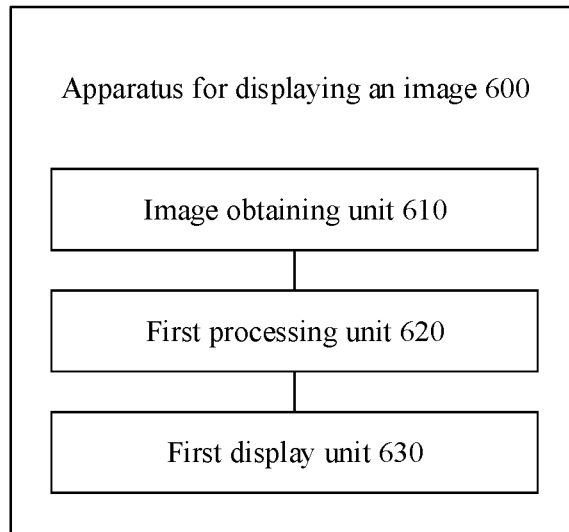 Apparatus for displaying an image 600
Image obtaining unit 610
First processing unit 620
First display unit 630